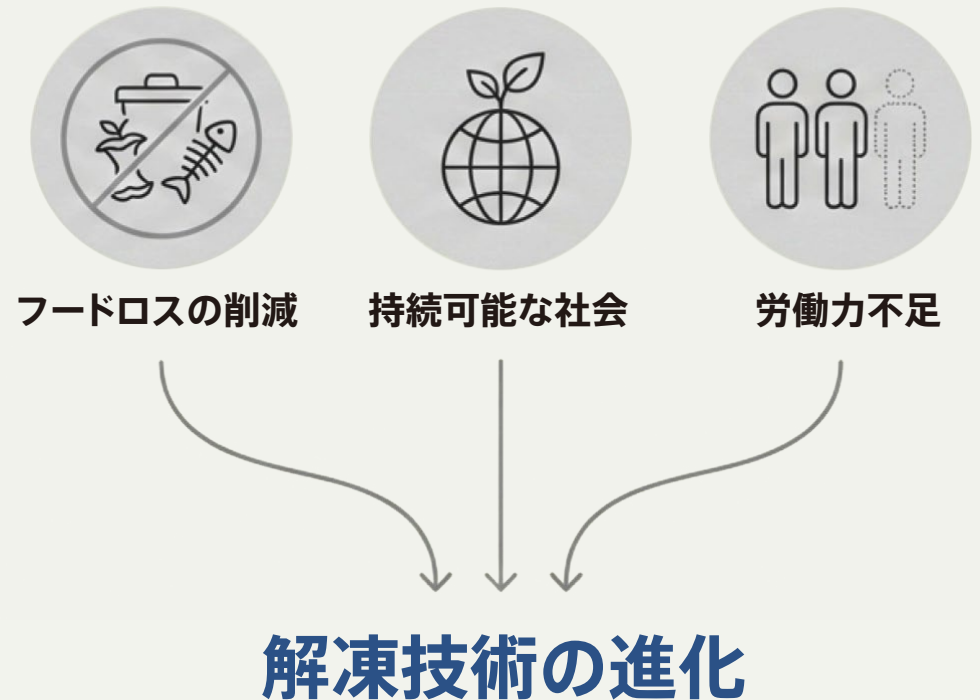 フードロスの削減
持続可能な社会
労働力不足
解凍技術の進化